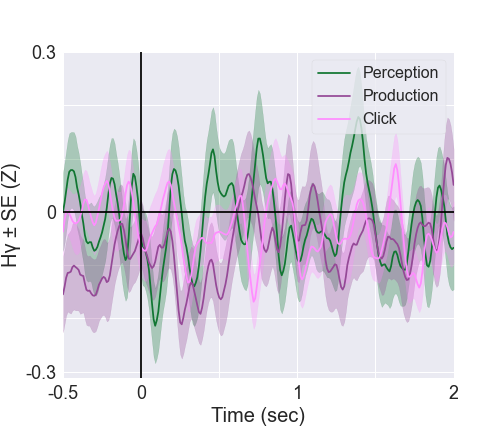 0.3
Perception
Production
Click
Hγ ± SE (Z)
0
-0.3
-0.5
0
1
2
Time (sec)